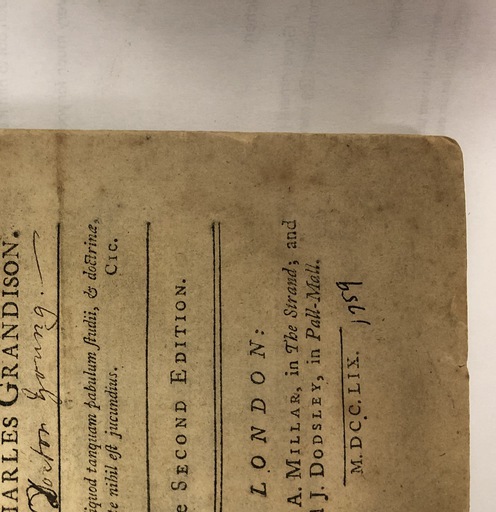 HARLES GRANDISON.
Doctor Young.
iquod tanquam pabulum ſtudii, & doctrinæ,
te nihil eſt jucundius. CIC.
e SECOND EDITION.
LONDON:
A. MILLAR, in The Strand; and
J. DODSLEY, in Pall-Mall.
M.DCC.LIX. 1759